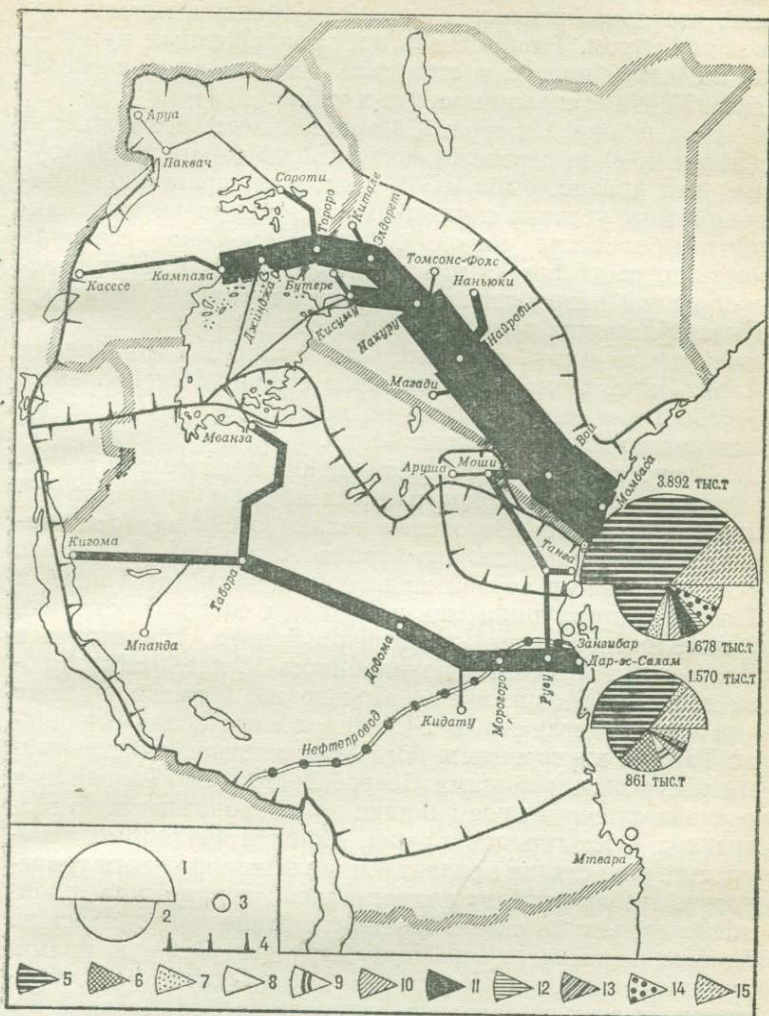 Аруа
Паквач
Сороти
Тороро
Китале
Элдорет
Томсонс-Фолс
Наньюки
Касесе
Кампала
Джинджа
Бутере
Кисуму
Накуру
Найроби
Магади
Вои
Момбаса
3.892 тыс.т
Мванза
Аруша
Моши
Танга
Кигома
Табора
Мпанда
Додома
Занзибар
1.678 тыс.т
Дар-эс-Салам
1.570 тыс.т
Руву
Морогоро
Кидату
Нефтепровод
861 тыс.т
Мтвара
1
2
3
4
5 6 7 8 9 10 11 12 13 14 15